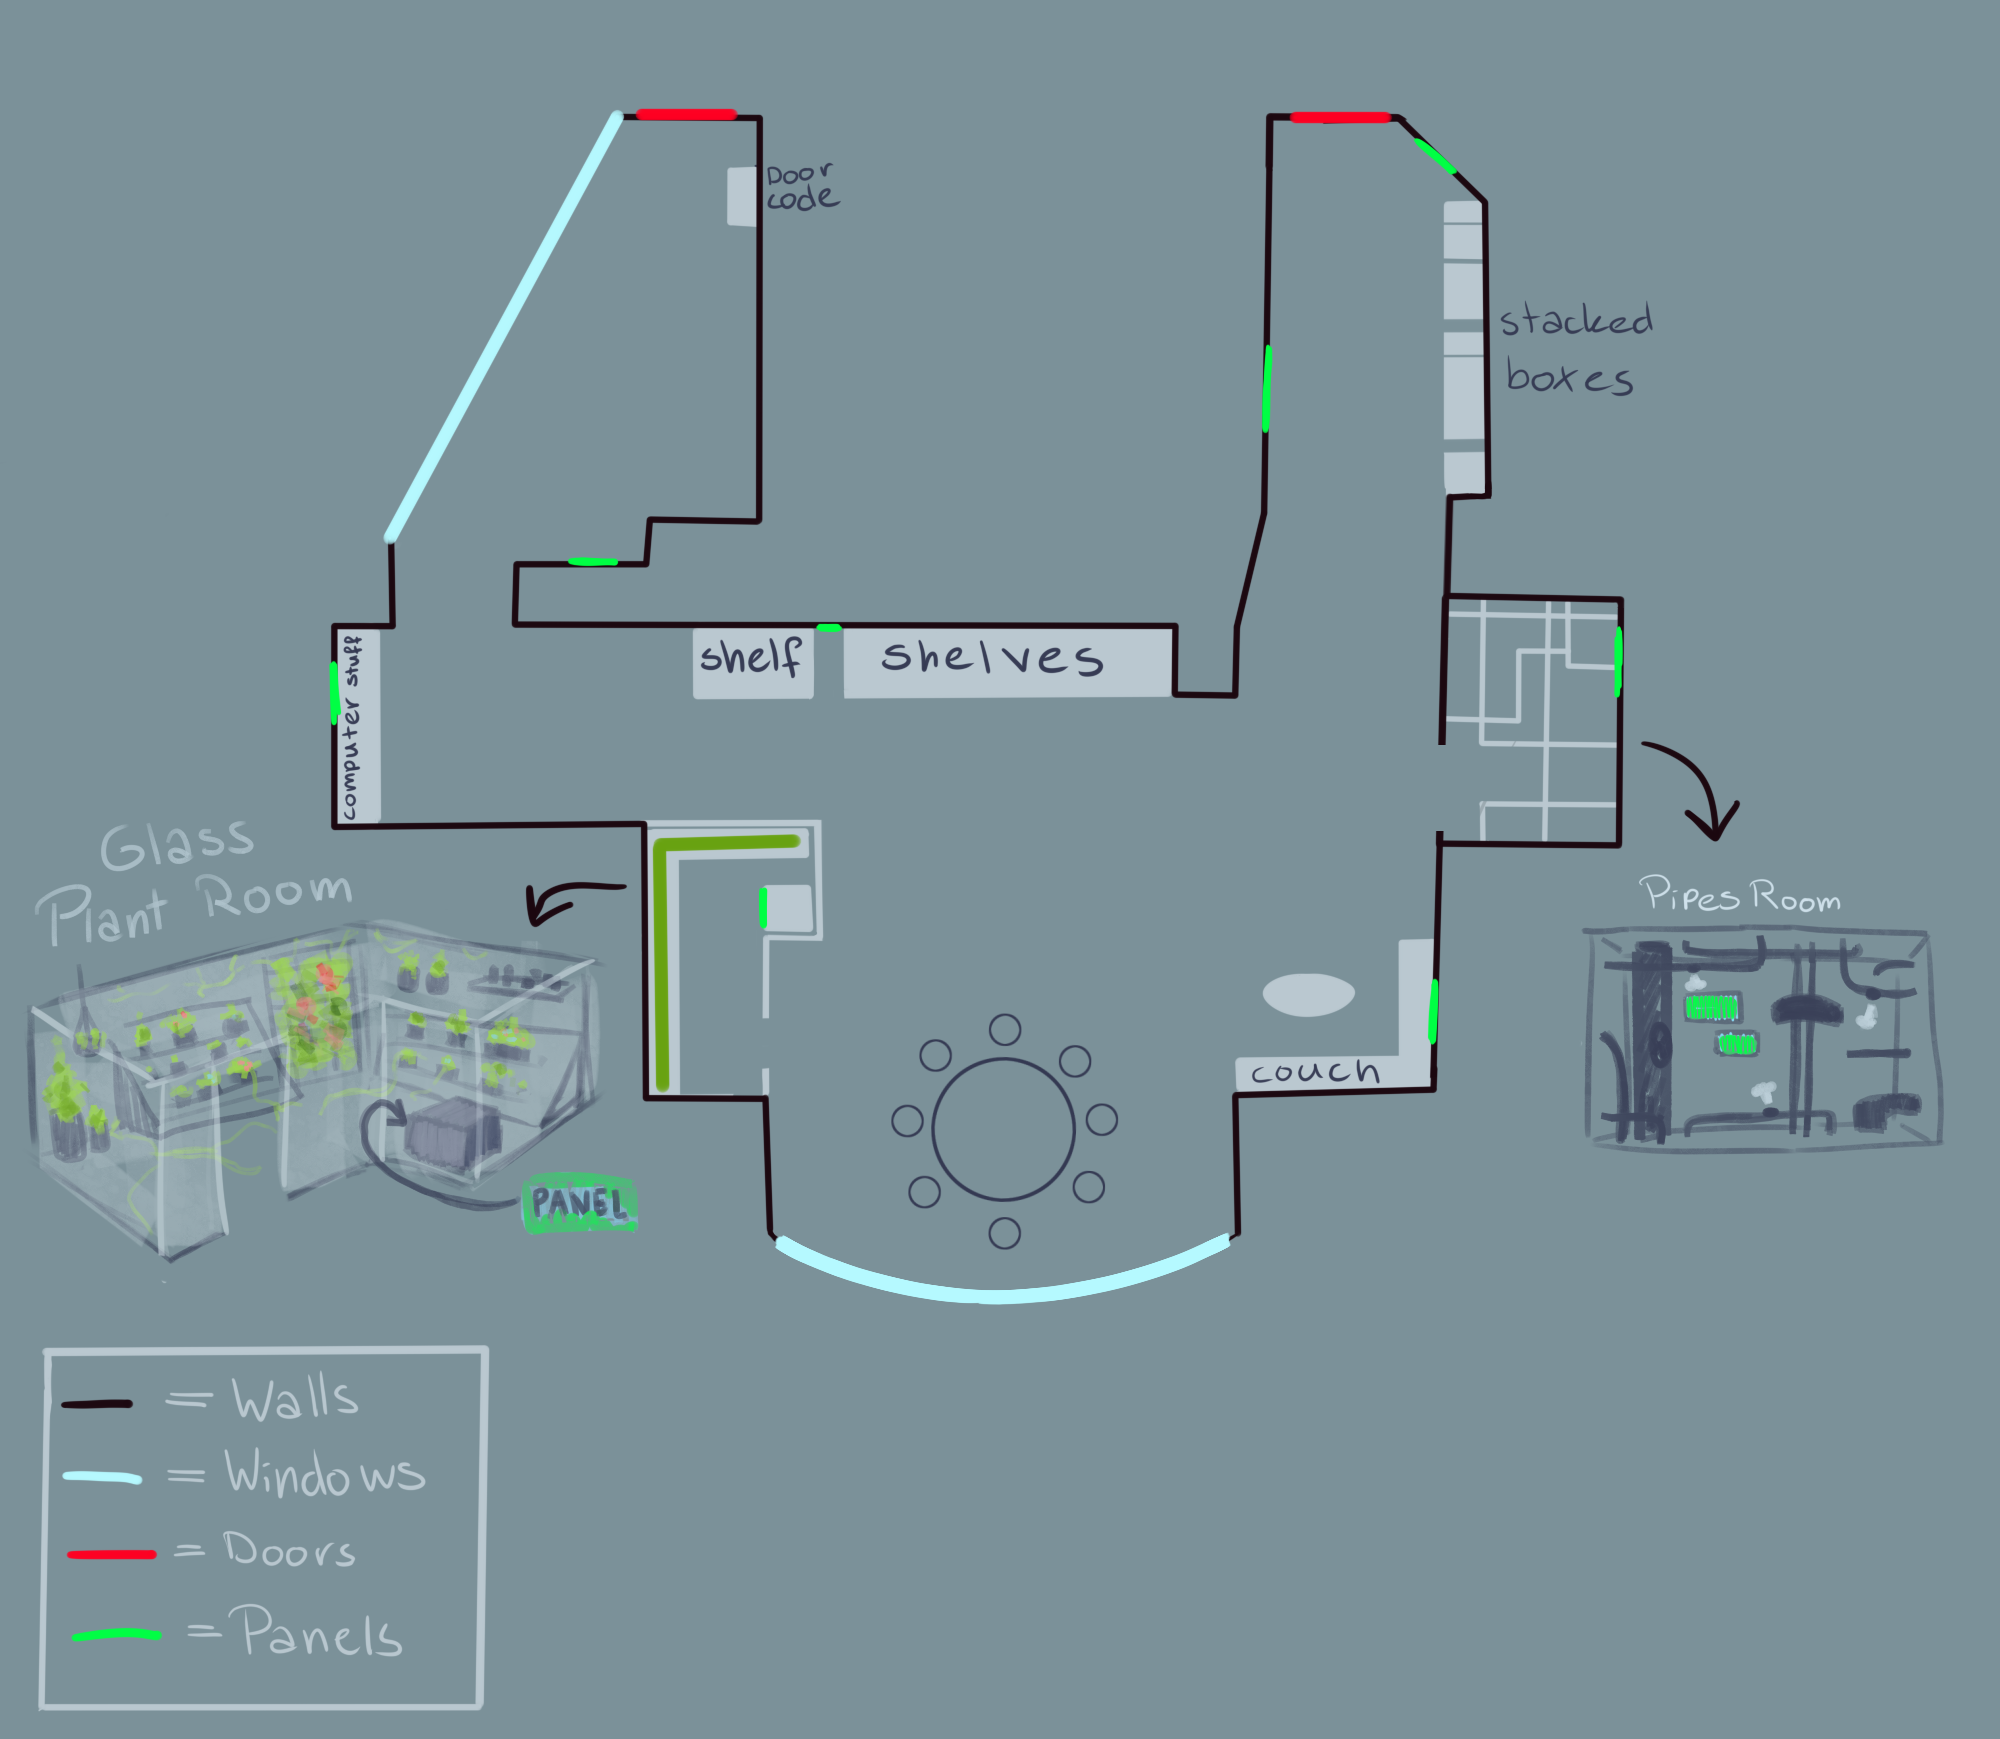 Door
code
stacked
boxes
shelf
shelves
computer stuff
Glass
Plant Room
Pipes Room
couch
PANEL
= Walls
= Windows
= Doors
= Panels